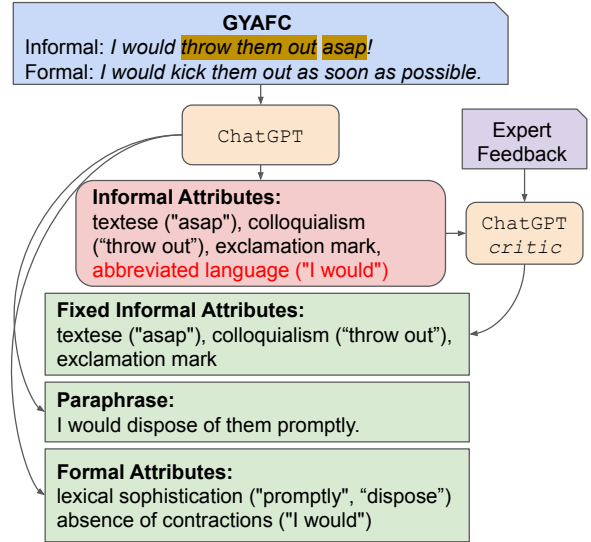 GYAFC
Informal: I would throw them out asap!
Formal: I would kick them out as soon as possible.
ChatGPT
Expert
Feedback
Informal Attributes:
textese ("asap"), colloquialism
(“throw out”), exclamation mark,
abbreviated language ("I would")
ChatGPT
critic
Fixed Informal Attributes:
textese ("asap"), colloquialism (“throw out”),
exclamation mark
Paraphrase:
I would dispose of them promptly.
Formal Attributes:
lexical sophistication ("promptly", “dispose”)
absence of contractions ("I would")